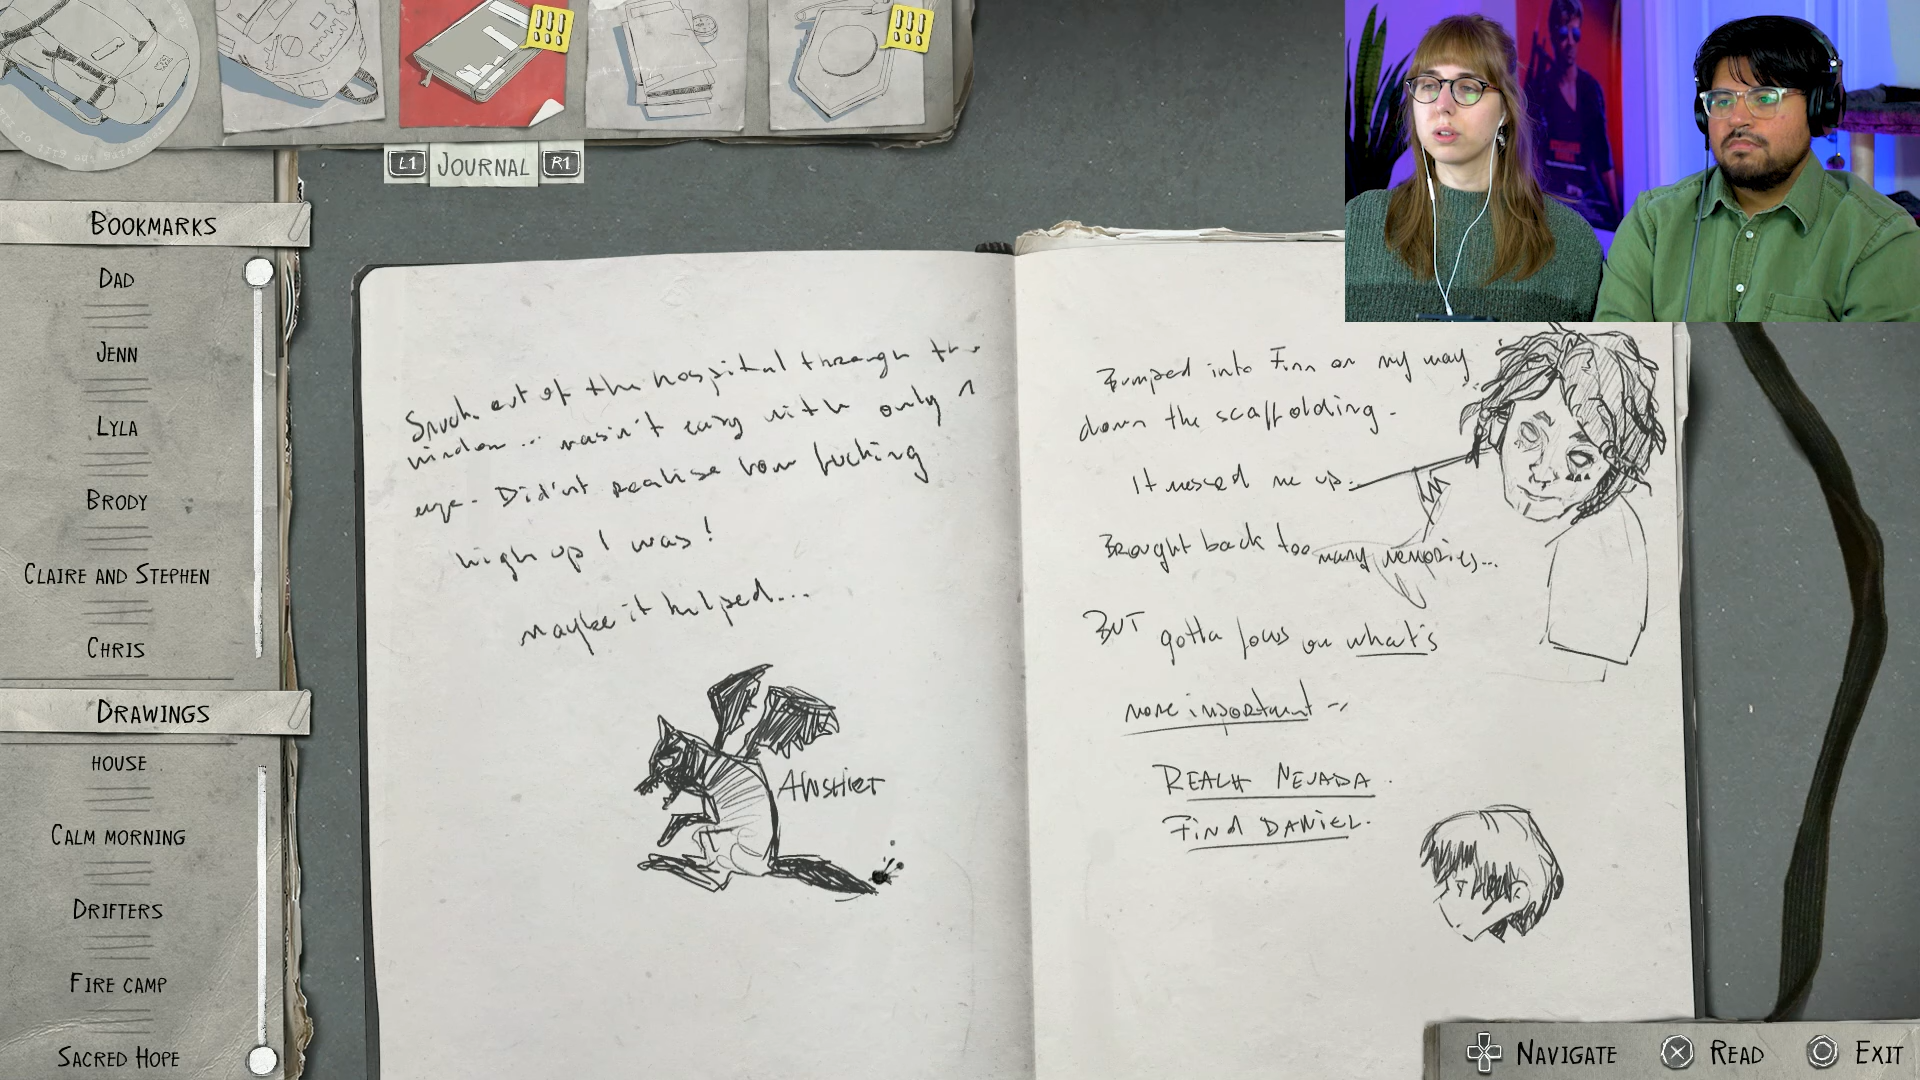 L1 JOURNAL R1
BOOKMARKS
DAD
JENN
LYLA
BRODY
CLAIRE AND STEPHEN
CHRIS
DRAWINGS
HOUSE
CALM MORNING
DRIFTERS
FIRE CAMP
SACRED HOPE
Snuck out of the hospital through the
window... wasn't easy with only 1
eye. Didn't realise how fucking
high up I was!
Maybe it helped...
Bumped into Finn on my way
down the scaffolding.
It messed me up.
Brought back too many memories...
BUT gotta focus on what's
more important --
REACH NEVADA.
Find DANIEL.
NAVIGATE READ EXIT